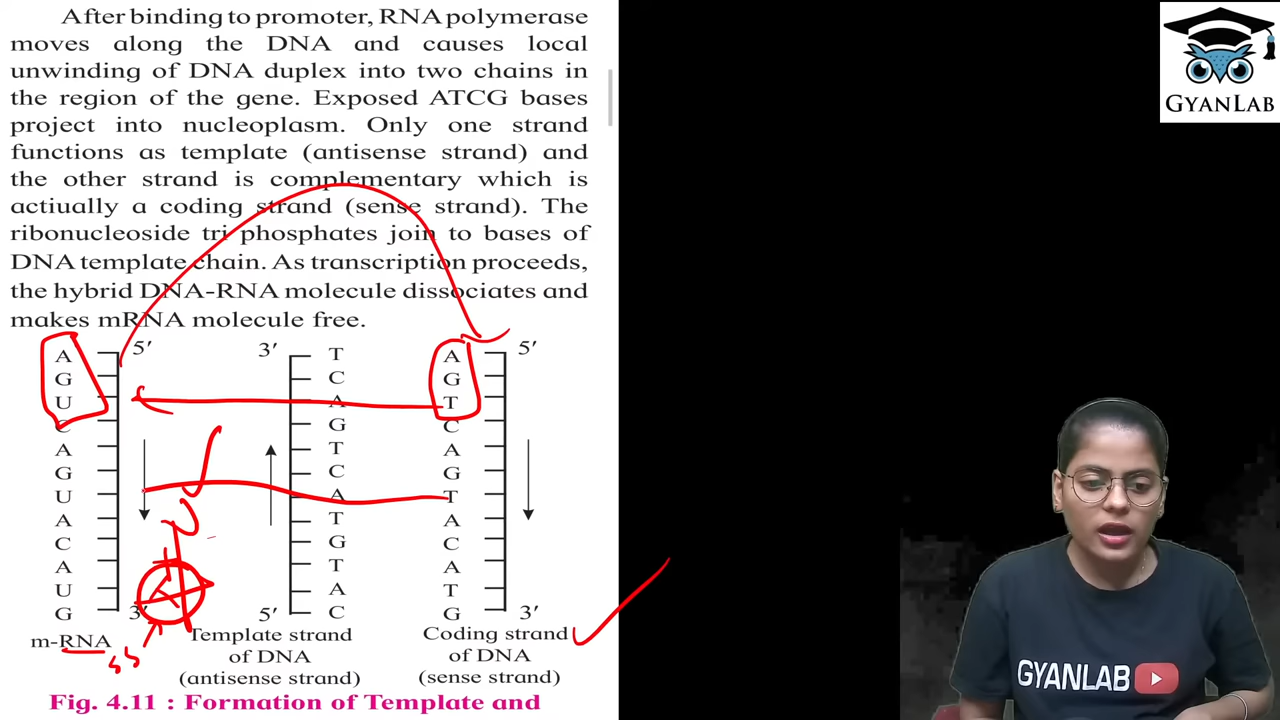 After binding to promoter, RNA polymerase
moves along the DNA and causes local
unwinding of DNA duplex into two chains in
the region of the gene. Exposed ATCG bases
project into nucleoplasm. Only one strand
functions as template (antisense strand) and
the other strand is complementary which is
actiually a coding strand (sense strand). The
ribonucleoside tri phosphates join to bases of
DNA template chain. As transcription proceeds,
the hybrid DNA-RNA molecule dissociates and
makes mRNA molecule free.
5′ 3′ 5′
A T A
G C G
U A T
C G C
A T A
G C G
U A T
A T A
C G C
A T A
U A T
G C G
3′ 5′ 3′
m-RNA
Template strand
of DNA
(antisense strand)
Coding strand
of DNA
(sense strand)
Fig. 4.11 : Formation of Template and
GYANLAB
GYANLAB